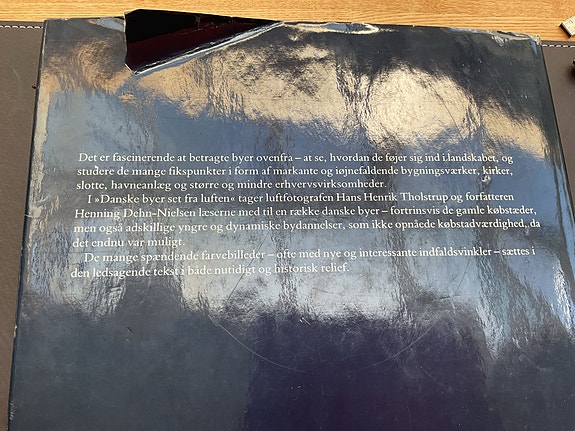 Det er fascinerende at betragte byer ovenfra – at se, hvordan de føjer sig ind i landskabet, og
studere de mange fikspunkter i form af markante og iøjnefaldende bygningsværker, kirker,
slotte, havneanlæg og større og mindre erhvervsvirksomheder.
I »Danske byer set fra luften« tager luftfotografen Hans Henrik Tholstrup og forfatteren
Henning Dehn-Nielsen læserne med til en række danske byer – fortrinsvis de gamle købstæder,
men også adskillige yngre og dynamiske bydannelser, som ikke opnåede købstadværdighed, da
det endnu var muligt.
De mange spændende farvebilleder – ofte med nye og interessante indfaldsvinkler – sættes i
den ledsagende tekst i både nutidigt og historisk relief.